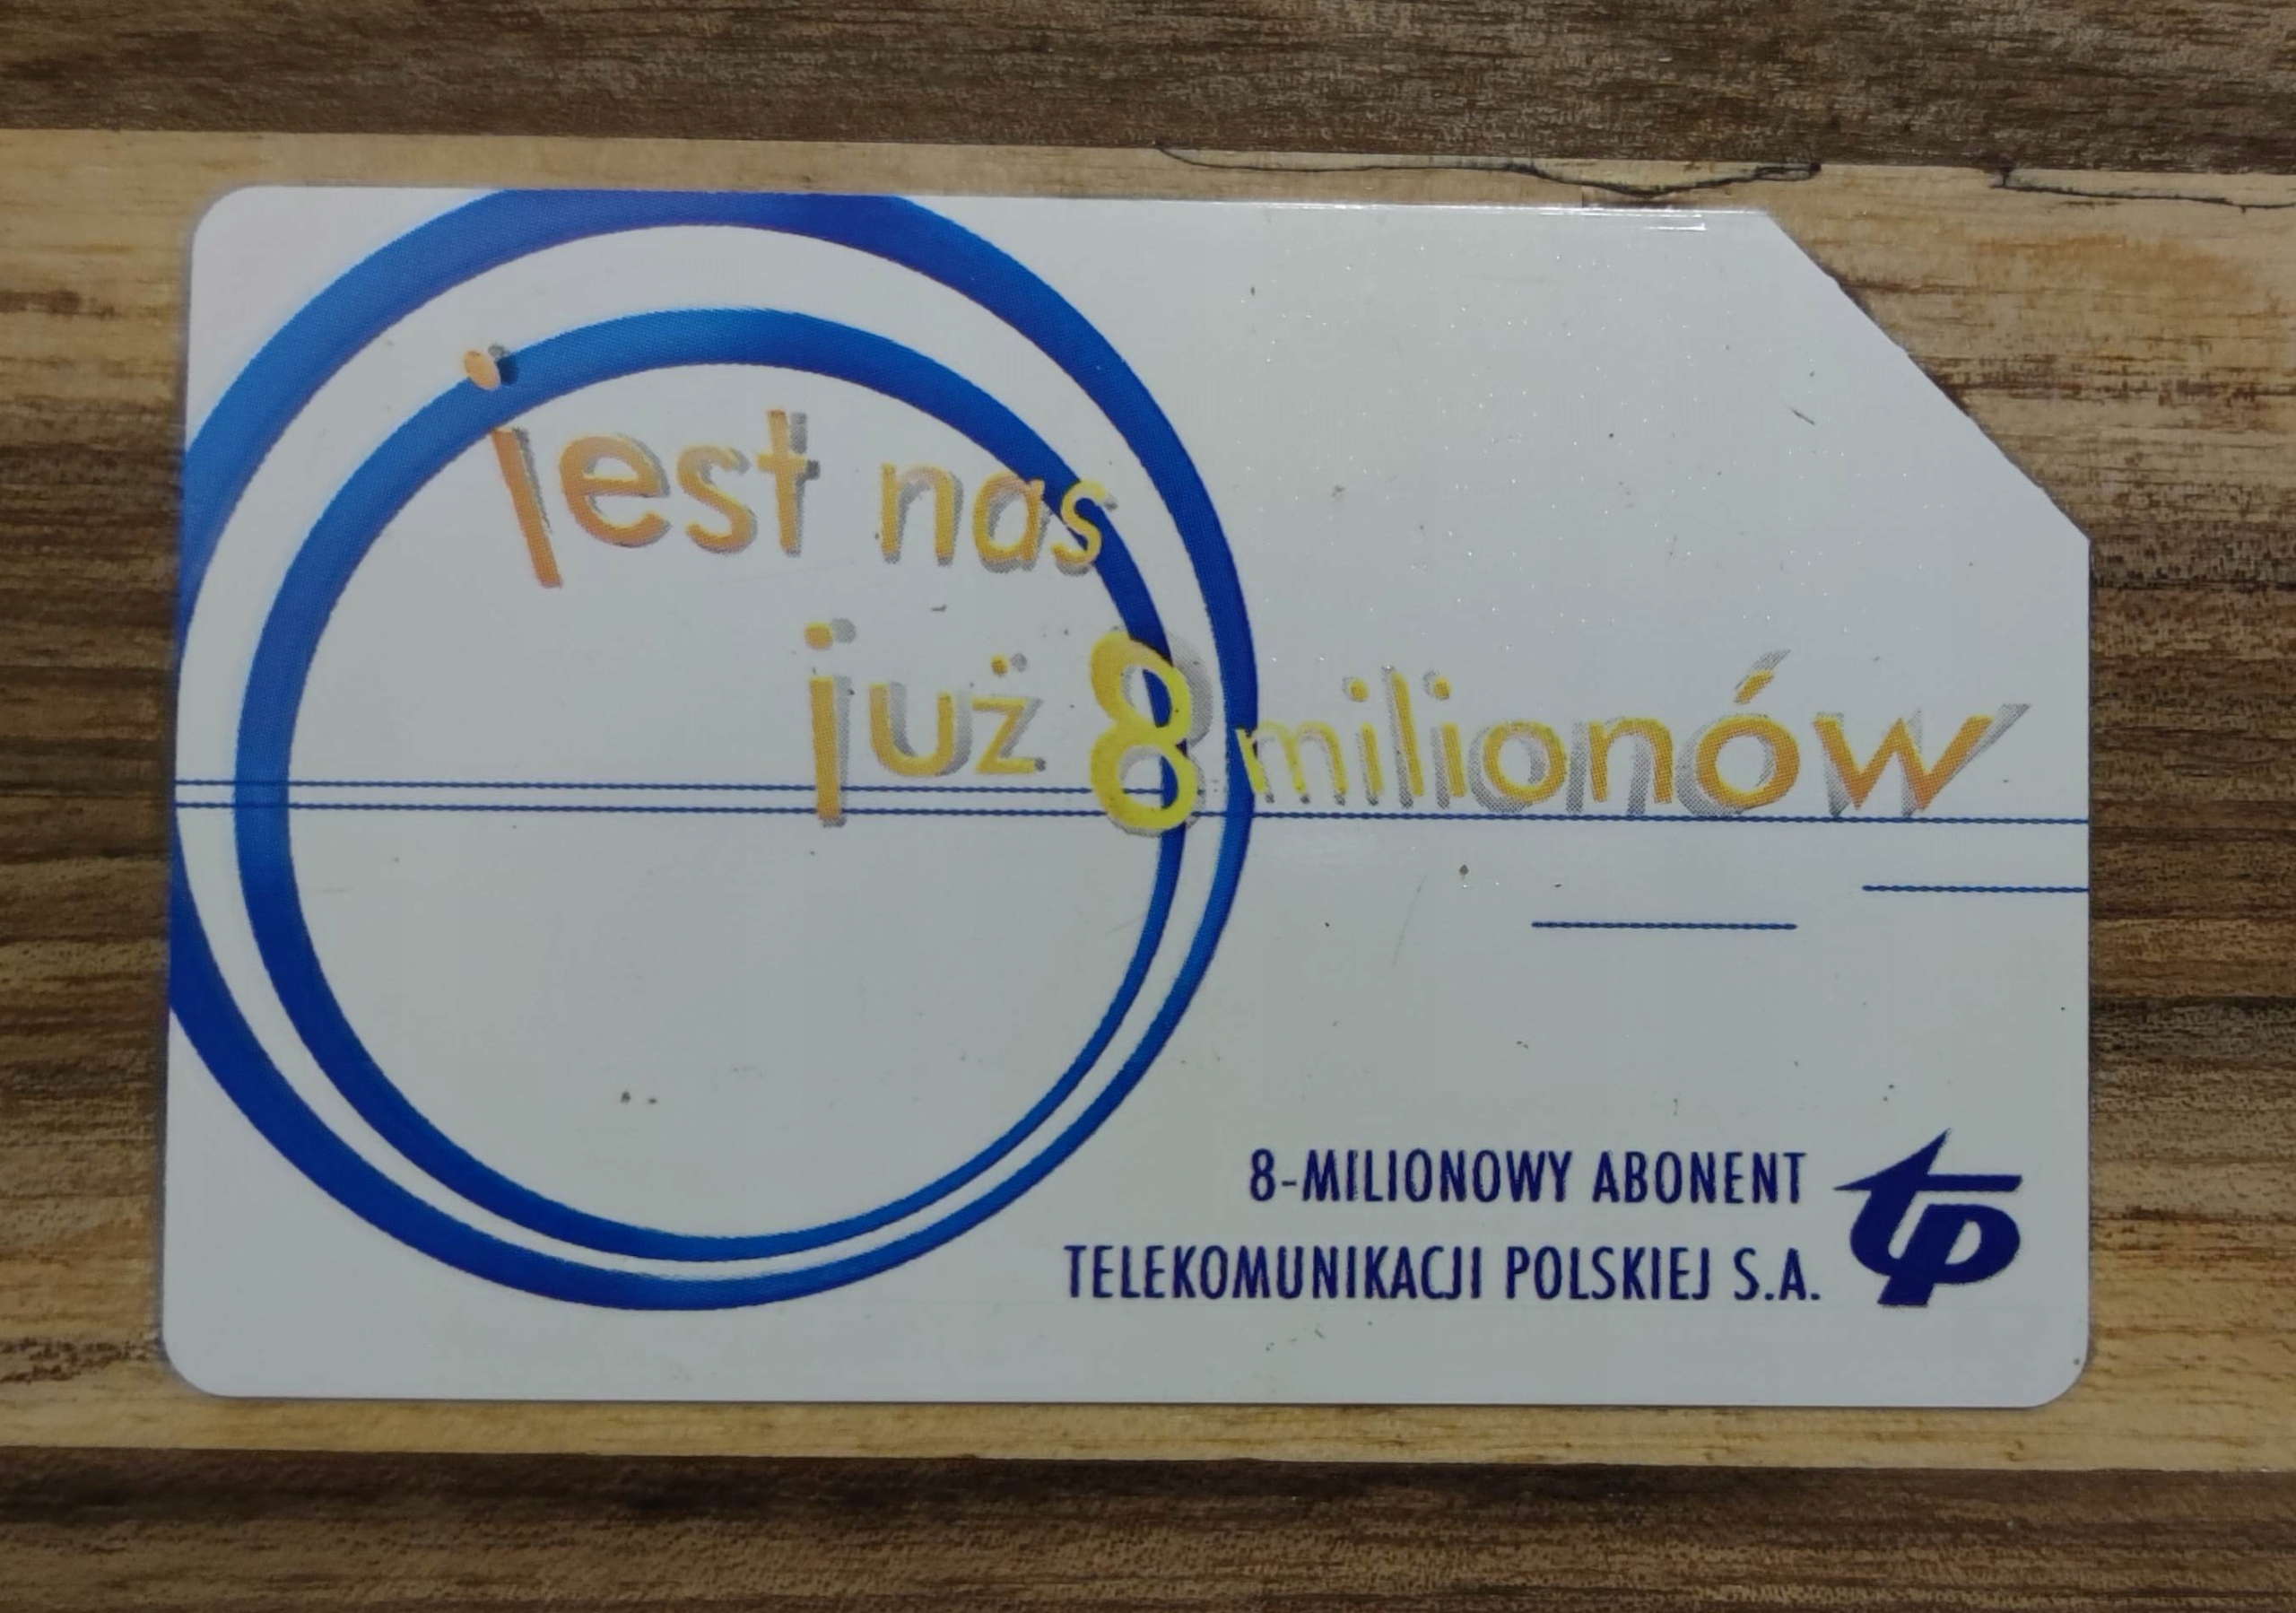 jest nas
już 8 milionów
8-MILIONOWY ABONENT
TELEKOMUNIKACJI POLSKIEJ S.A.
tp